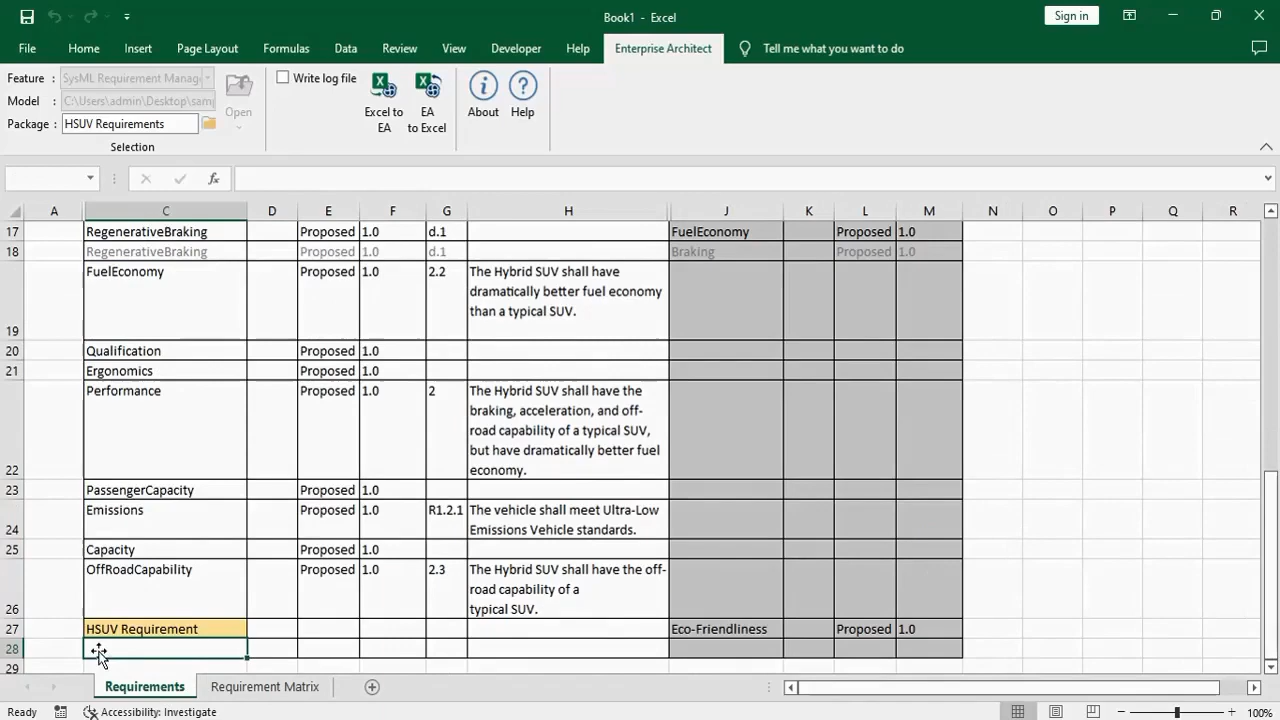 Book1 - Excel
Sign in
File Home Insert Page Layout Formulas Data Review View Developer Help Enterprise Architect Tell me what you want to do
Feature : SysML Requirement Manag
Model : C:\Users\admin\Desktop\sam
Package : HSUV Requirements
Open
Write log file
Excel to
EA
EA
to Excel
About
Help
Selection
fx
A C D E F G H J K L M N O P Q R
17 RegenerativeBraking Proposed 1.0 d.1 FuelEconomy Proposed 1.0
18 RegenerativeBraking Proposed 1.0 d.1 Braking Proposed 1.0
FuelEconomy Proposed 1.0 2.2 The Hybrid SUV shall have
dramatically better fuel economy
than a typical SUV.
19
20 Qualification Proposed 1.0
21 Ergonomics Proposed 1.0
Performance Proposed 1.0 2 The Hybrid SUV shall have the
braking, acceleration, and off-
road capability of a typical SUV,
but have dramatically better fuel
22 economy.
23 PassengerCapacity Proposed 1.0
Emissions Proposed 1.0 R1.2.1 The vehicle shall meet Ultra-Low
24 Emissions Vehicle standards.
25 Capacity Proposed 1.0
OffRoadCapability Proposed 1.0 2.3 The Hybrid SUV shall have the off-
road capability of a
26 typical SUV.
27 HSUV Requirement Eco-Friendliness Proposed 1.0
28
29
Requirements Requirement Matrix
Ready Accessibility: Investigate 100%